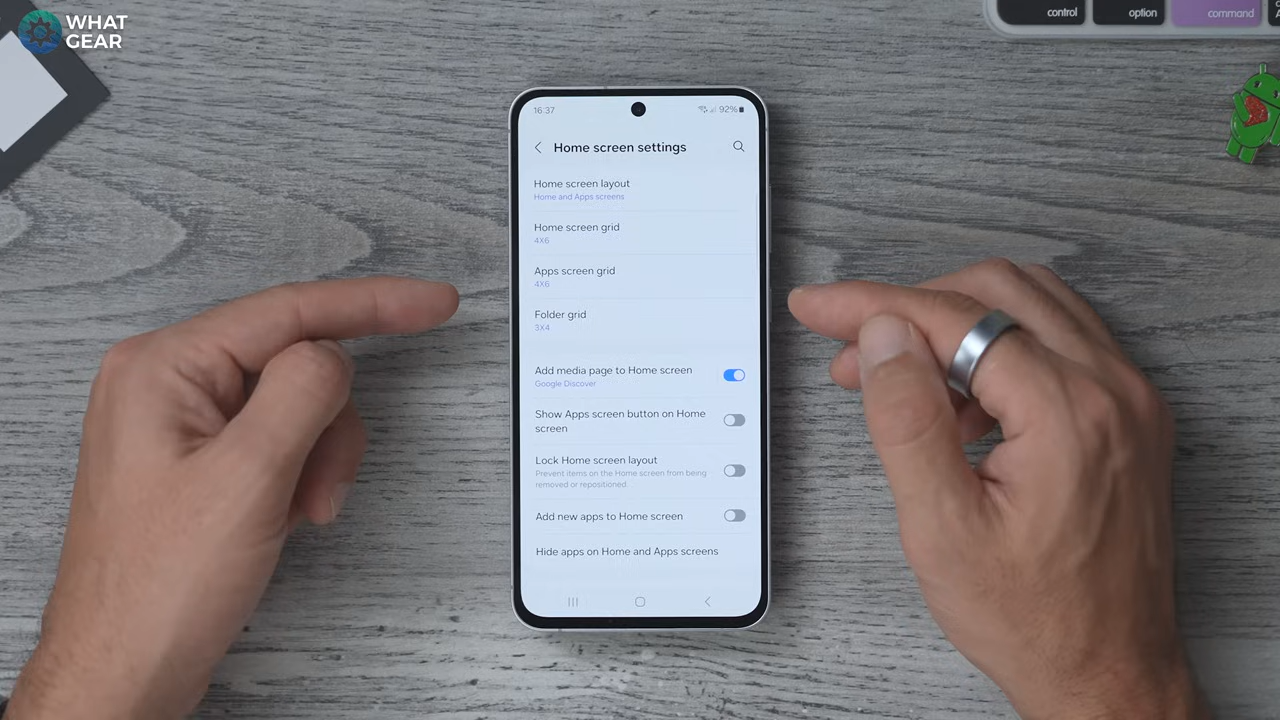 WHAT
GEAR
control
option
command
16:37
92%
Home screen settings
Home screen layout
Home and Apps screens
Home screen grid
4X6
Apps screen grid
4X6
Folder grid
3X4
Add media page to Home screen
Google Discover
Show Apps screen button on Home
screen
Lock Home screen layout
Prevent items on the Home screen from being
removed or repositioned.
Add new apps to Home screen
Hide apps on Home and Apps screens